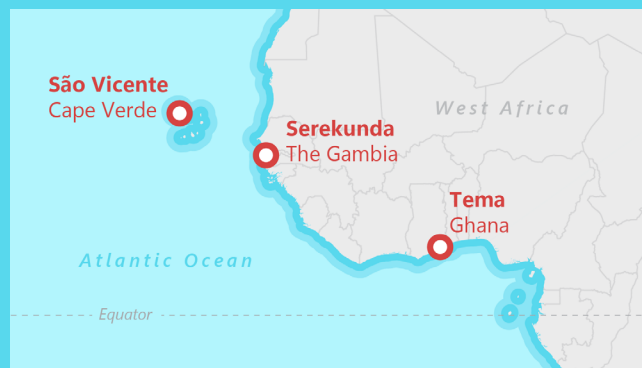 São Vicente
Cape Verde
Serekunda
The Gambia
West Africa
Tema
Ghana
Atlantic Ocean
Equator